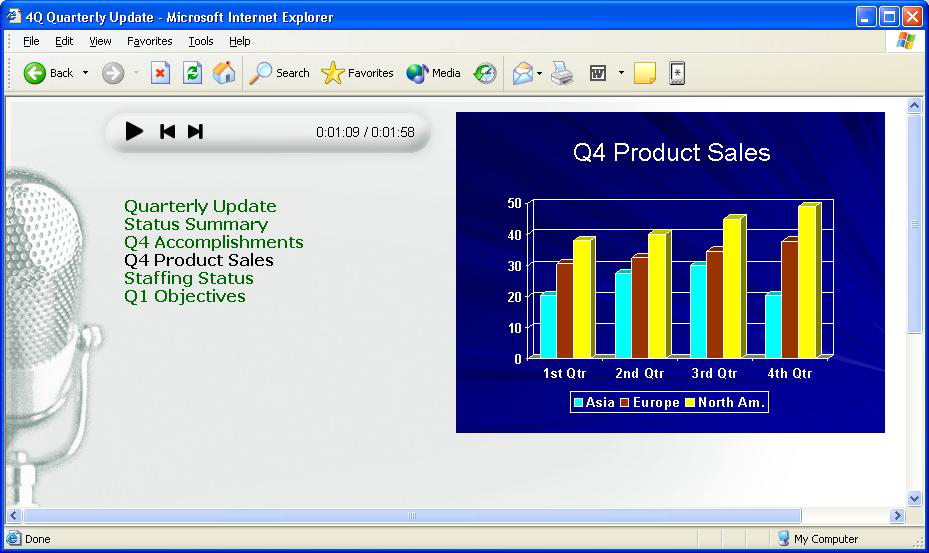 4Q Quarterly Update - Microsoft Internet Explorer
File Edit View Favorites Tools Help
Back Search Favorites Media
0:01:09 / 0:01:58
Quarterly Update
Status Summary
Q4 Accomplishments
Q4 Product Sales
Staffing Status
Q1 Objectives
Q4 Product Sales
50
40
30
20
10
0
1st Qtr 2nd Qtr 3rd Qtr 4th Qtr
Asia Europe North Am.
Done My Computer